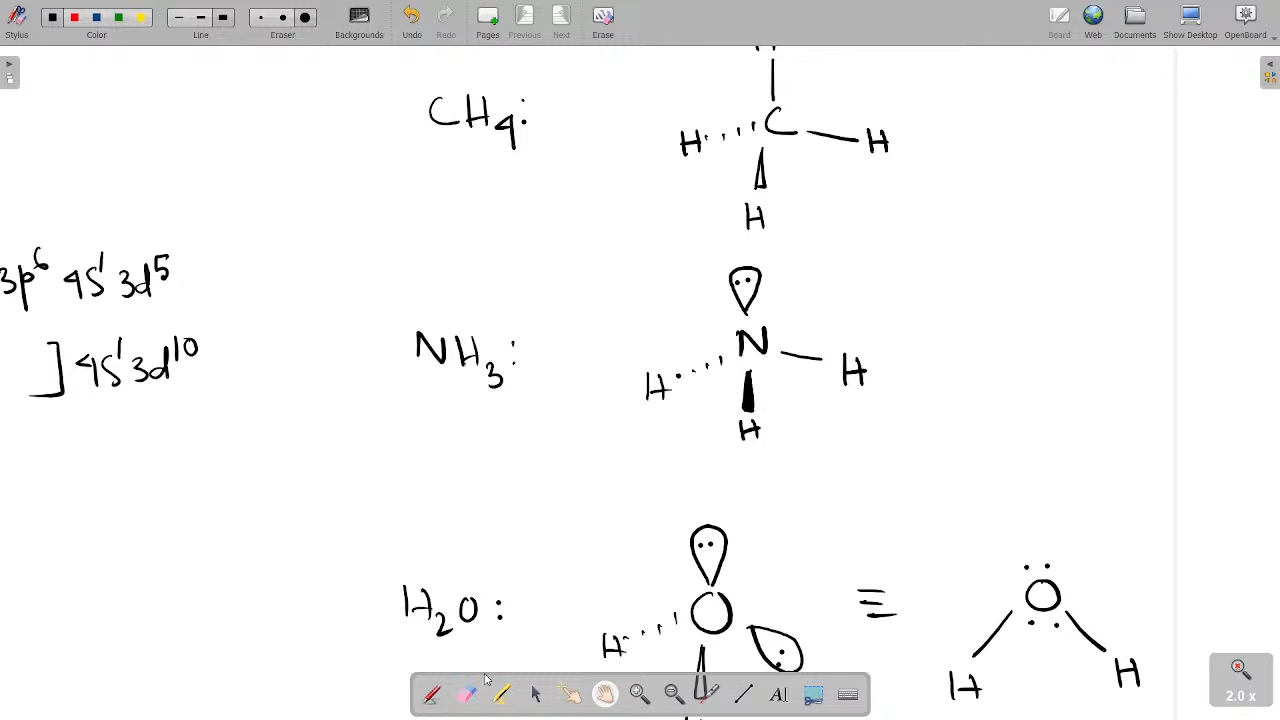 Stylus Color Line Eraser Backgrounds Undo Redo Pages Previous Next Erase Board Web Documents Show Desktop OpenBoard
H
CH4:
C
H H
H
3p6 4s1 3d5
N
NH3:
H H
H
]4s1 3d10
H2O:
O
H
≡
O
H H
AI
2.0 x